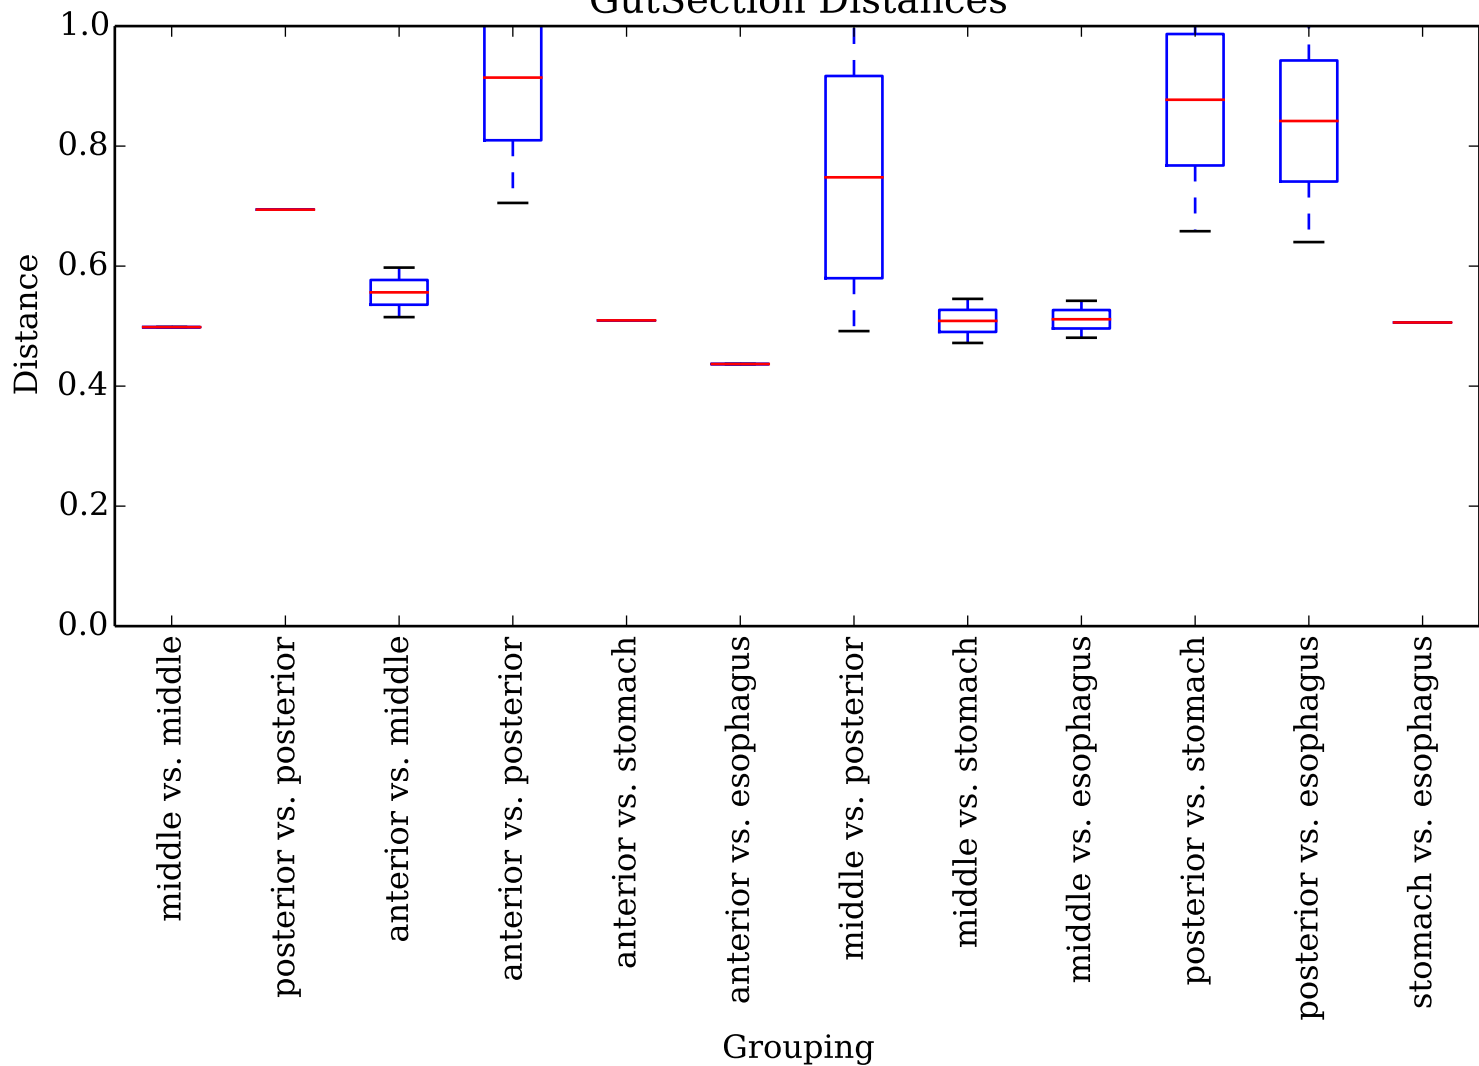 GutSection Distances
1.0
0.8
0.6
0.4
0.2
0.0
Distance
middle vs. middle
posterior vs. posterior
anterior vs. middle
anterior vs. posterior
anterior vs. stomach
anterior vs. esophagus
middle vs. posterior
middle vs. stomach
middle vs. esophagus
posterior vs. stomach
posterior vs. esophagus
stomach vs. esophagus
Grouping